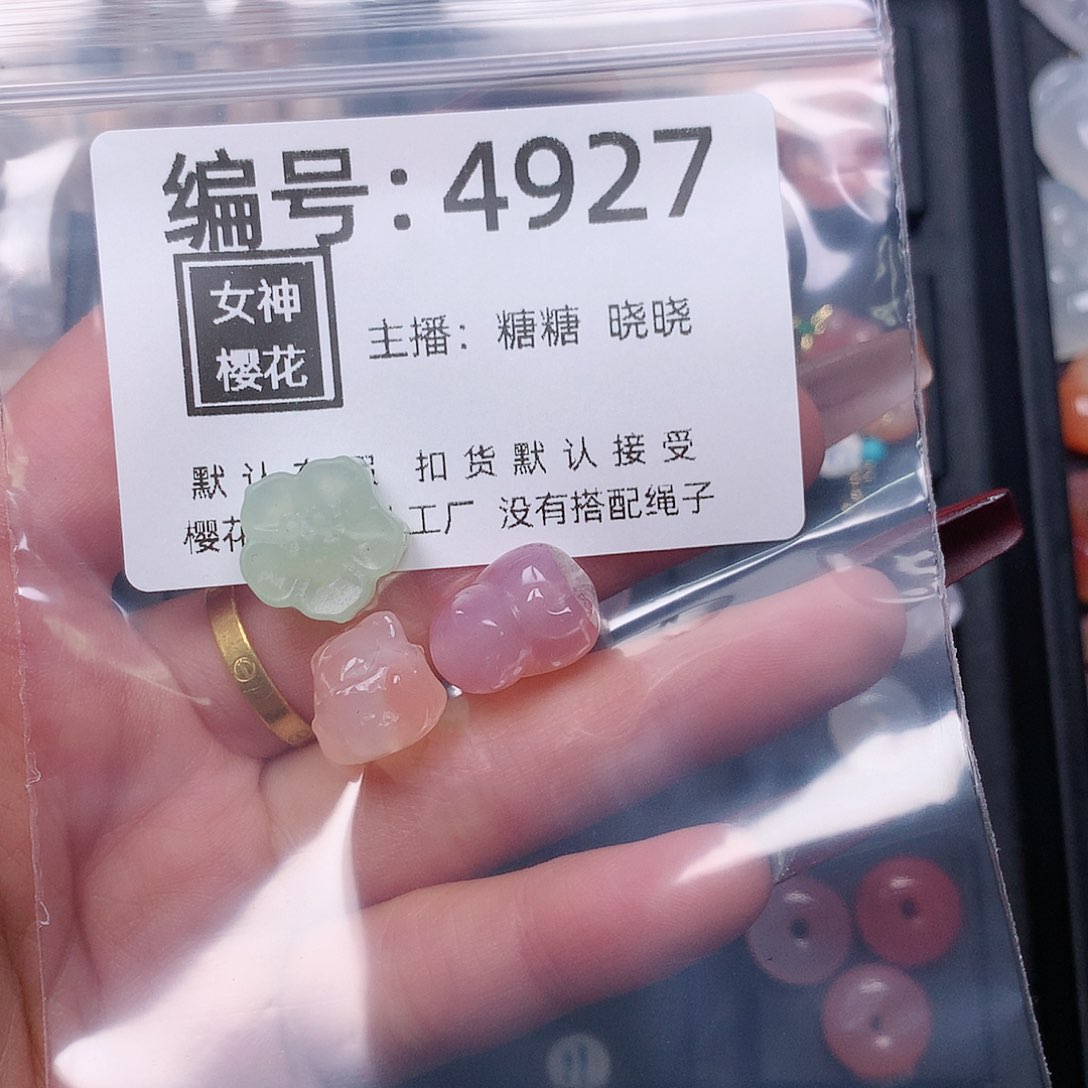 编号：4927
女神
樱花
主播：糖糖 晓晓
默认 扣货默认接受
樱花 工厂 没有搭配绳子